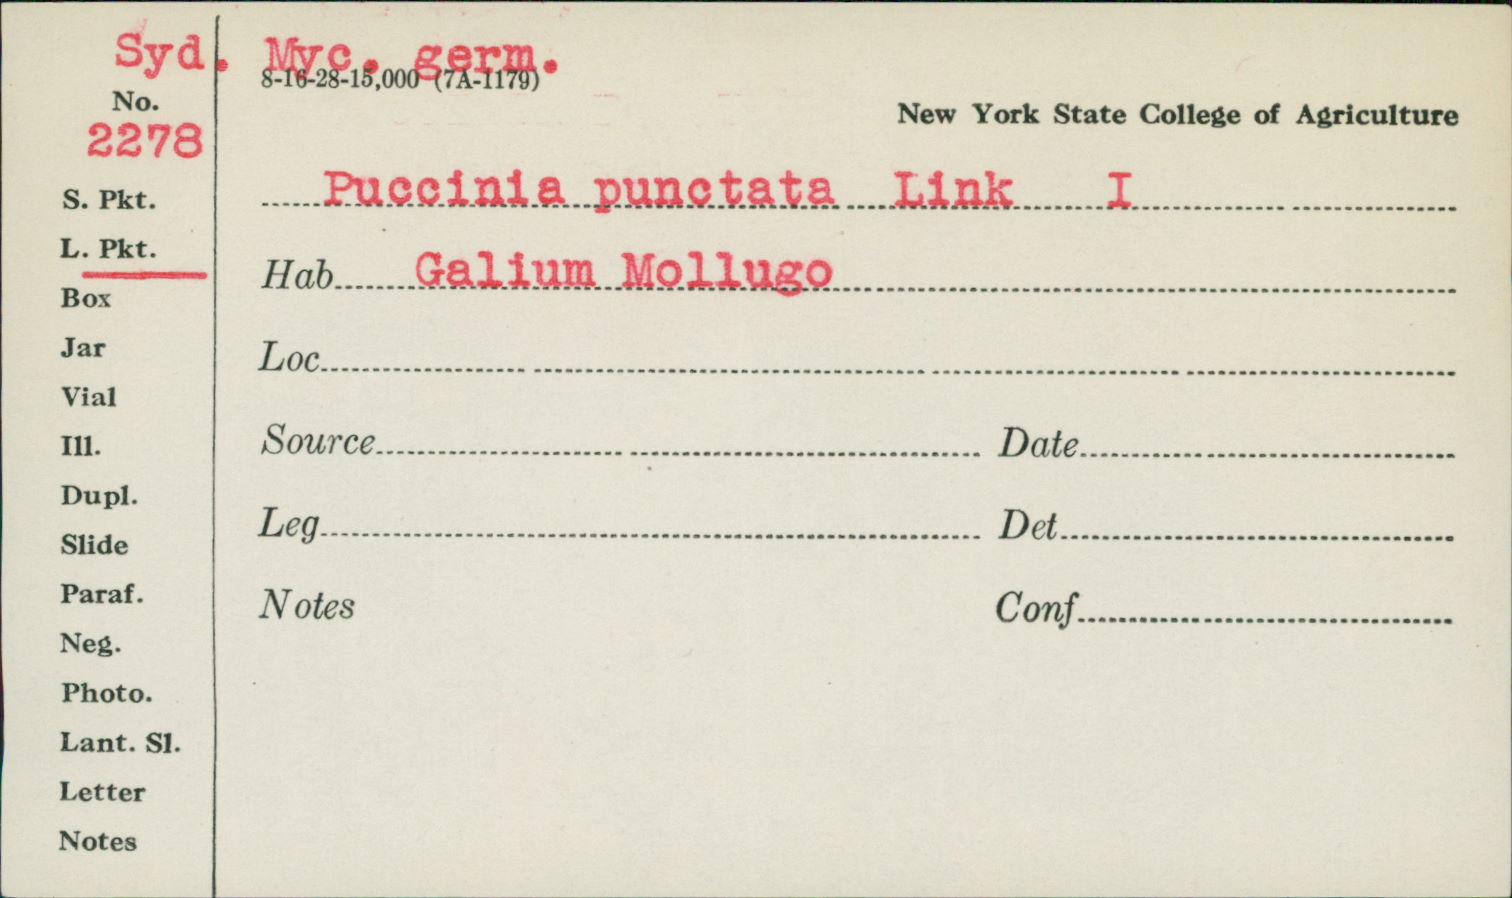 Syd. Myc. germ.
8-16-28-15,000 (7A-1179)
No.
2278
New York State College of Agriculture
S. Pkt.
Puccinia punctata Link I
L. Pkt.
Hab. Galium Mollugo
Box
Jar
Loc.
Vial
Ill.
Source
Date
Dupl.
Slide
Leg.
Det.
Paraf.
Notes
Conf.
Neg.
Photo.
Lant. Sl.
Letter
Notes